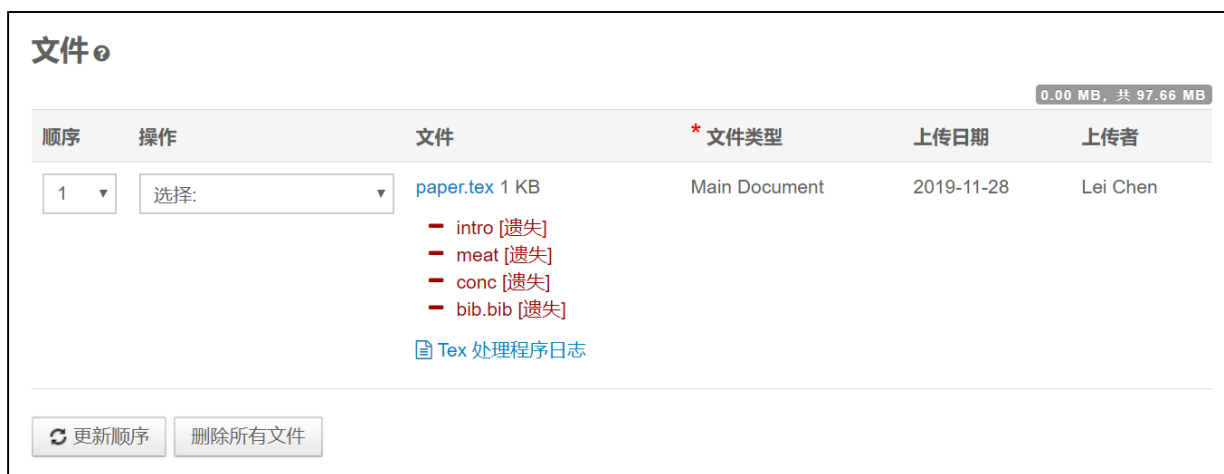 文件
0.00 MB, 共 97.66 MB
顺序 操作 文件 * 文件类型 上传日期 上传者
1 选择: paper.tex 1 KB Main Document 2019-11-28 Lei Chen
intro [遗失]
meat [遗失]
conc [遗失]
bib.bib [遗失]
Tex 处理程序日志
更新顺序 删除所有文件